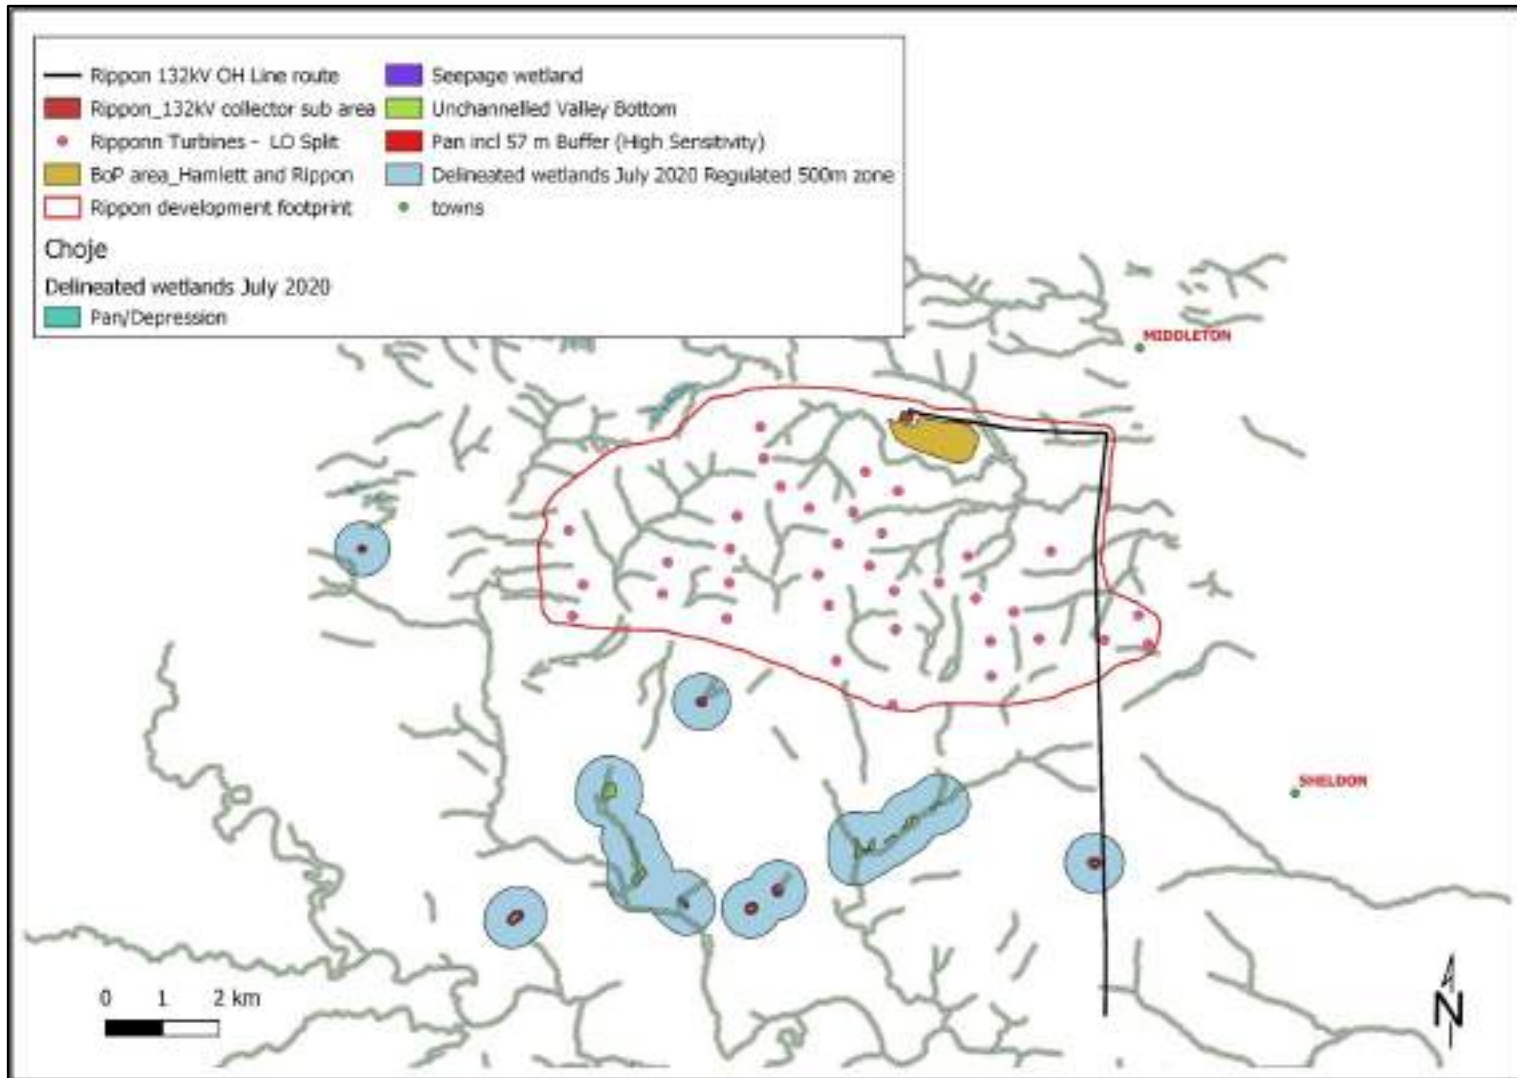 Rippon 132kV OH Line route
Rippon_132kV collector sub area
Ripponn Turbines - LO Split
BoP area_Hamlett and Rippon
Rippon development footprint
Choje
Delineated wetlands July 2020
Pan/Depression
Seepage wetland
Unchannelled Valley Bottom
Pan incl 57 m Buffer (High Sensitivity)
Delineated wetlands July 2020 Regulated 500m zone
towns
MIDDLETON
SHELDON
0 1 2 km
N